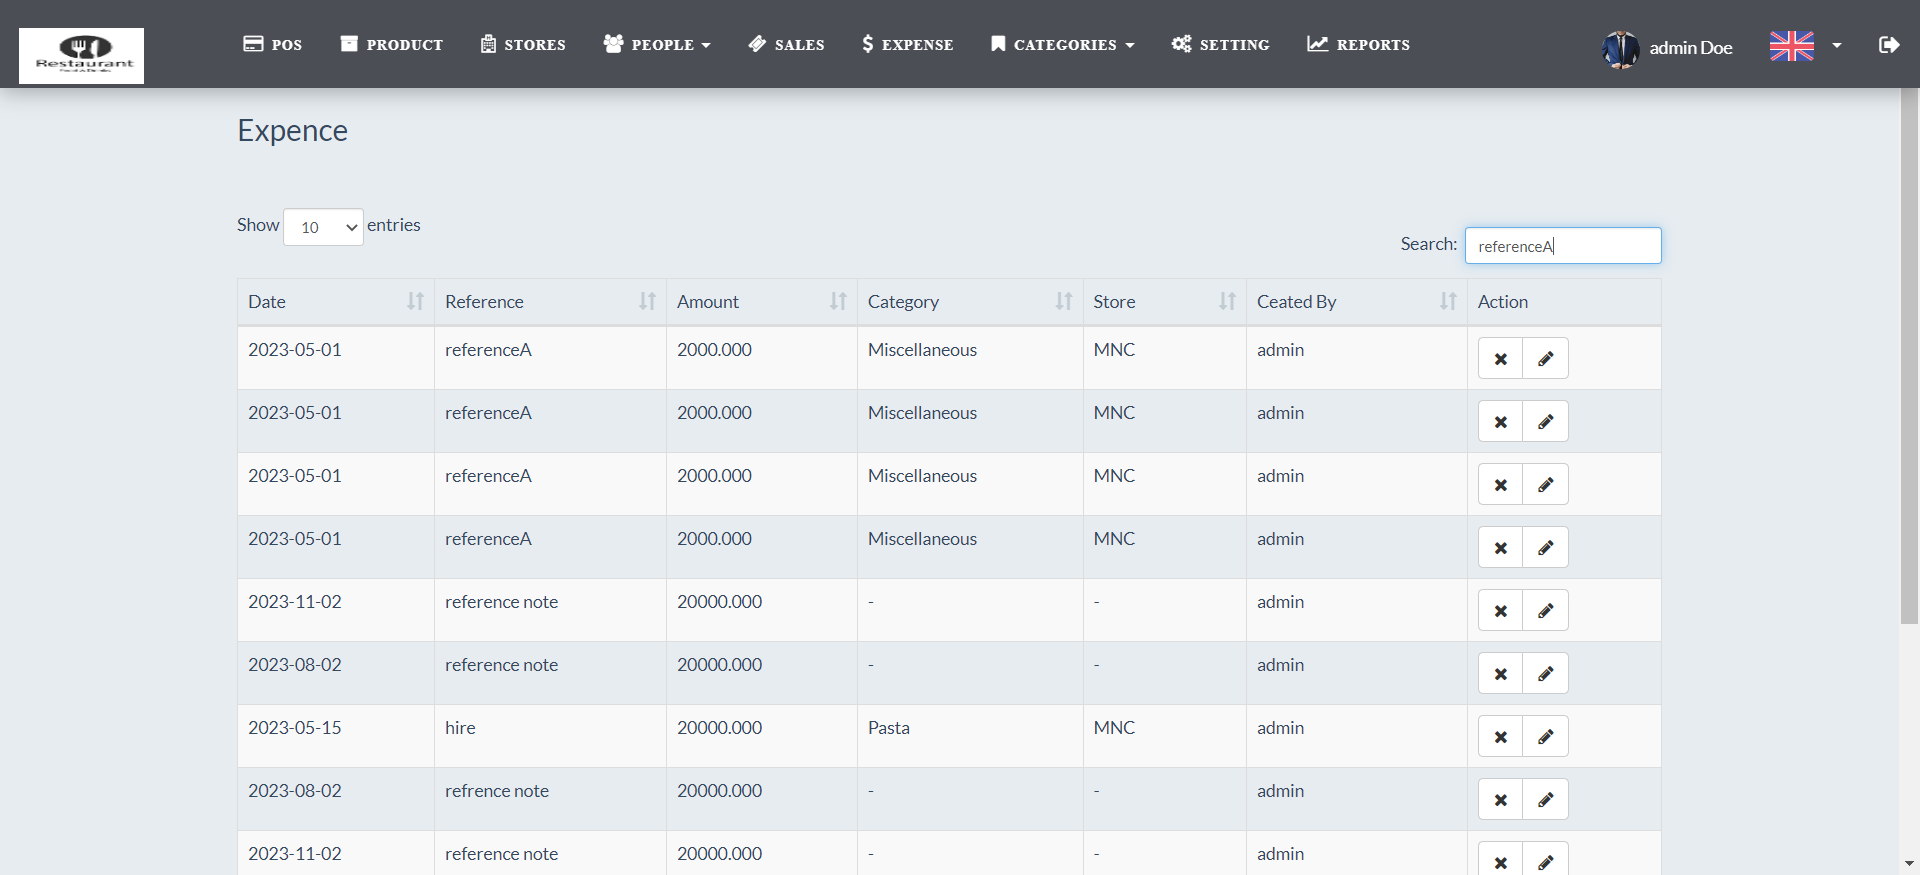 Restaurant
POS PRODUCT STORES PEOPLE SALES EXPENSE CATEGORIES SETTING REPORTS admin Doe
Expence
Show 10 entries
Search: referenceA
Date Reference Amount Category Store Ceated By Action
2023-05-01 referenceA 2000.000 Miscellaneous MNC admin
2023-05-01 referenceA 2000.000 Miscellaneous MNC admin
2023-05-01 referenceA 2000.000 Miscellaneous MNC admin
2023-05-01 referenceA 2000.000 Miscellaneous MNC admin
2023-11-02 reference note 20000.000 - - admin
2023-08-02 reference note 20000.000 - - admin
2023-05-15 hire 20000.000 Pasta MNC admin
2023-08-02 refrence note 20000.000 - - admin
2023-11-02 reference note 20000.000 - - admin